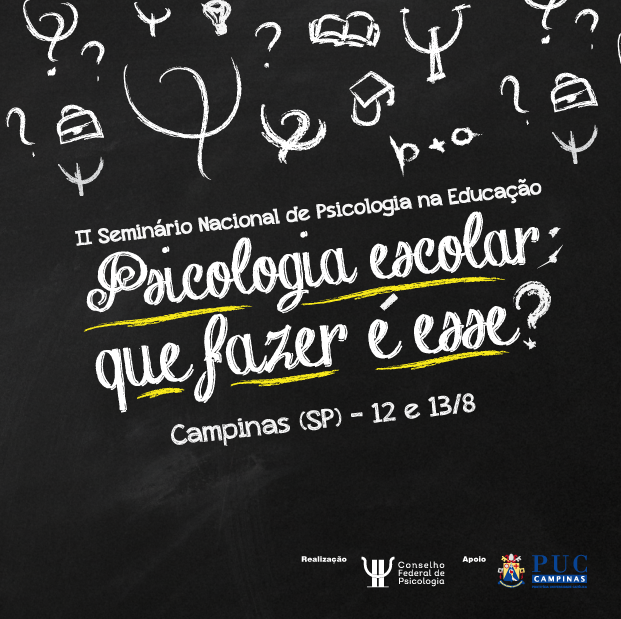 b + a
II Seminário Nacional de Psicologia na Educação
Psicologia escolar:
que fazer é esse?
Campinas (SP) - 12 e 13/8
Realização
Conselho
Federal de
Psicologia
Apoio
PUC
CAMPINAS